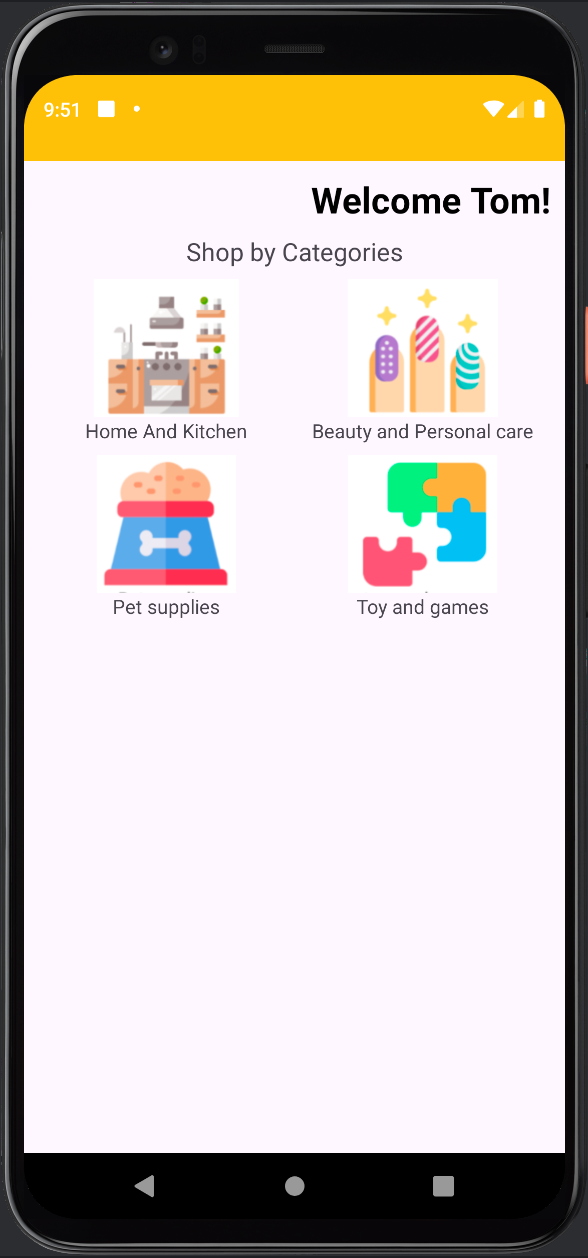 9:51
Welcome Tom!
Shop by Categories
Home And Kitchen
Beauty and Personal care
Pet supplies
Toy and games